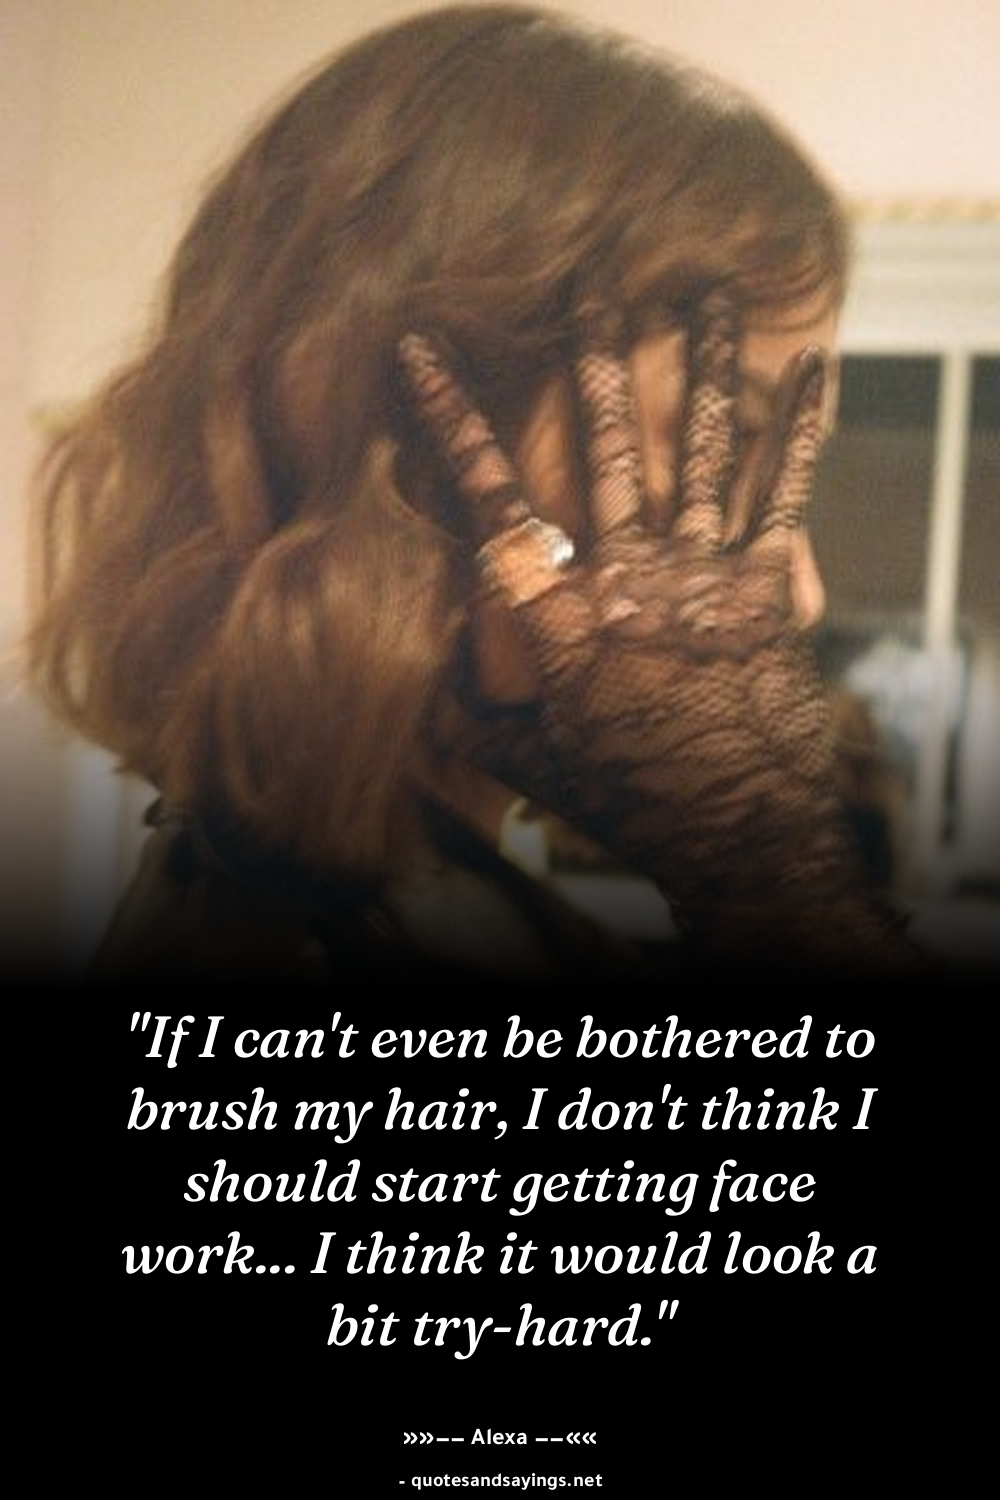 "If I can't even be bothered to
brush my hair, I don't think I
should start getting face
work... I think it would look a
bit try-hard."
»»−− Alexa −−««
- quotesandsayings.net